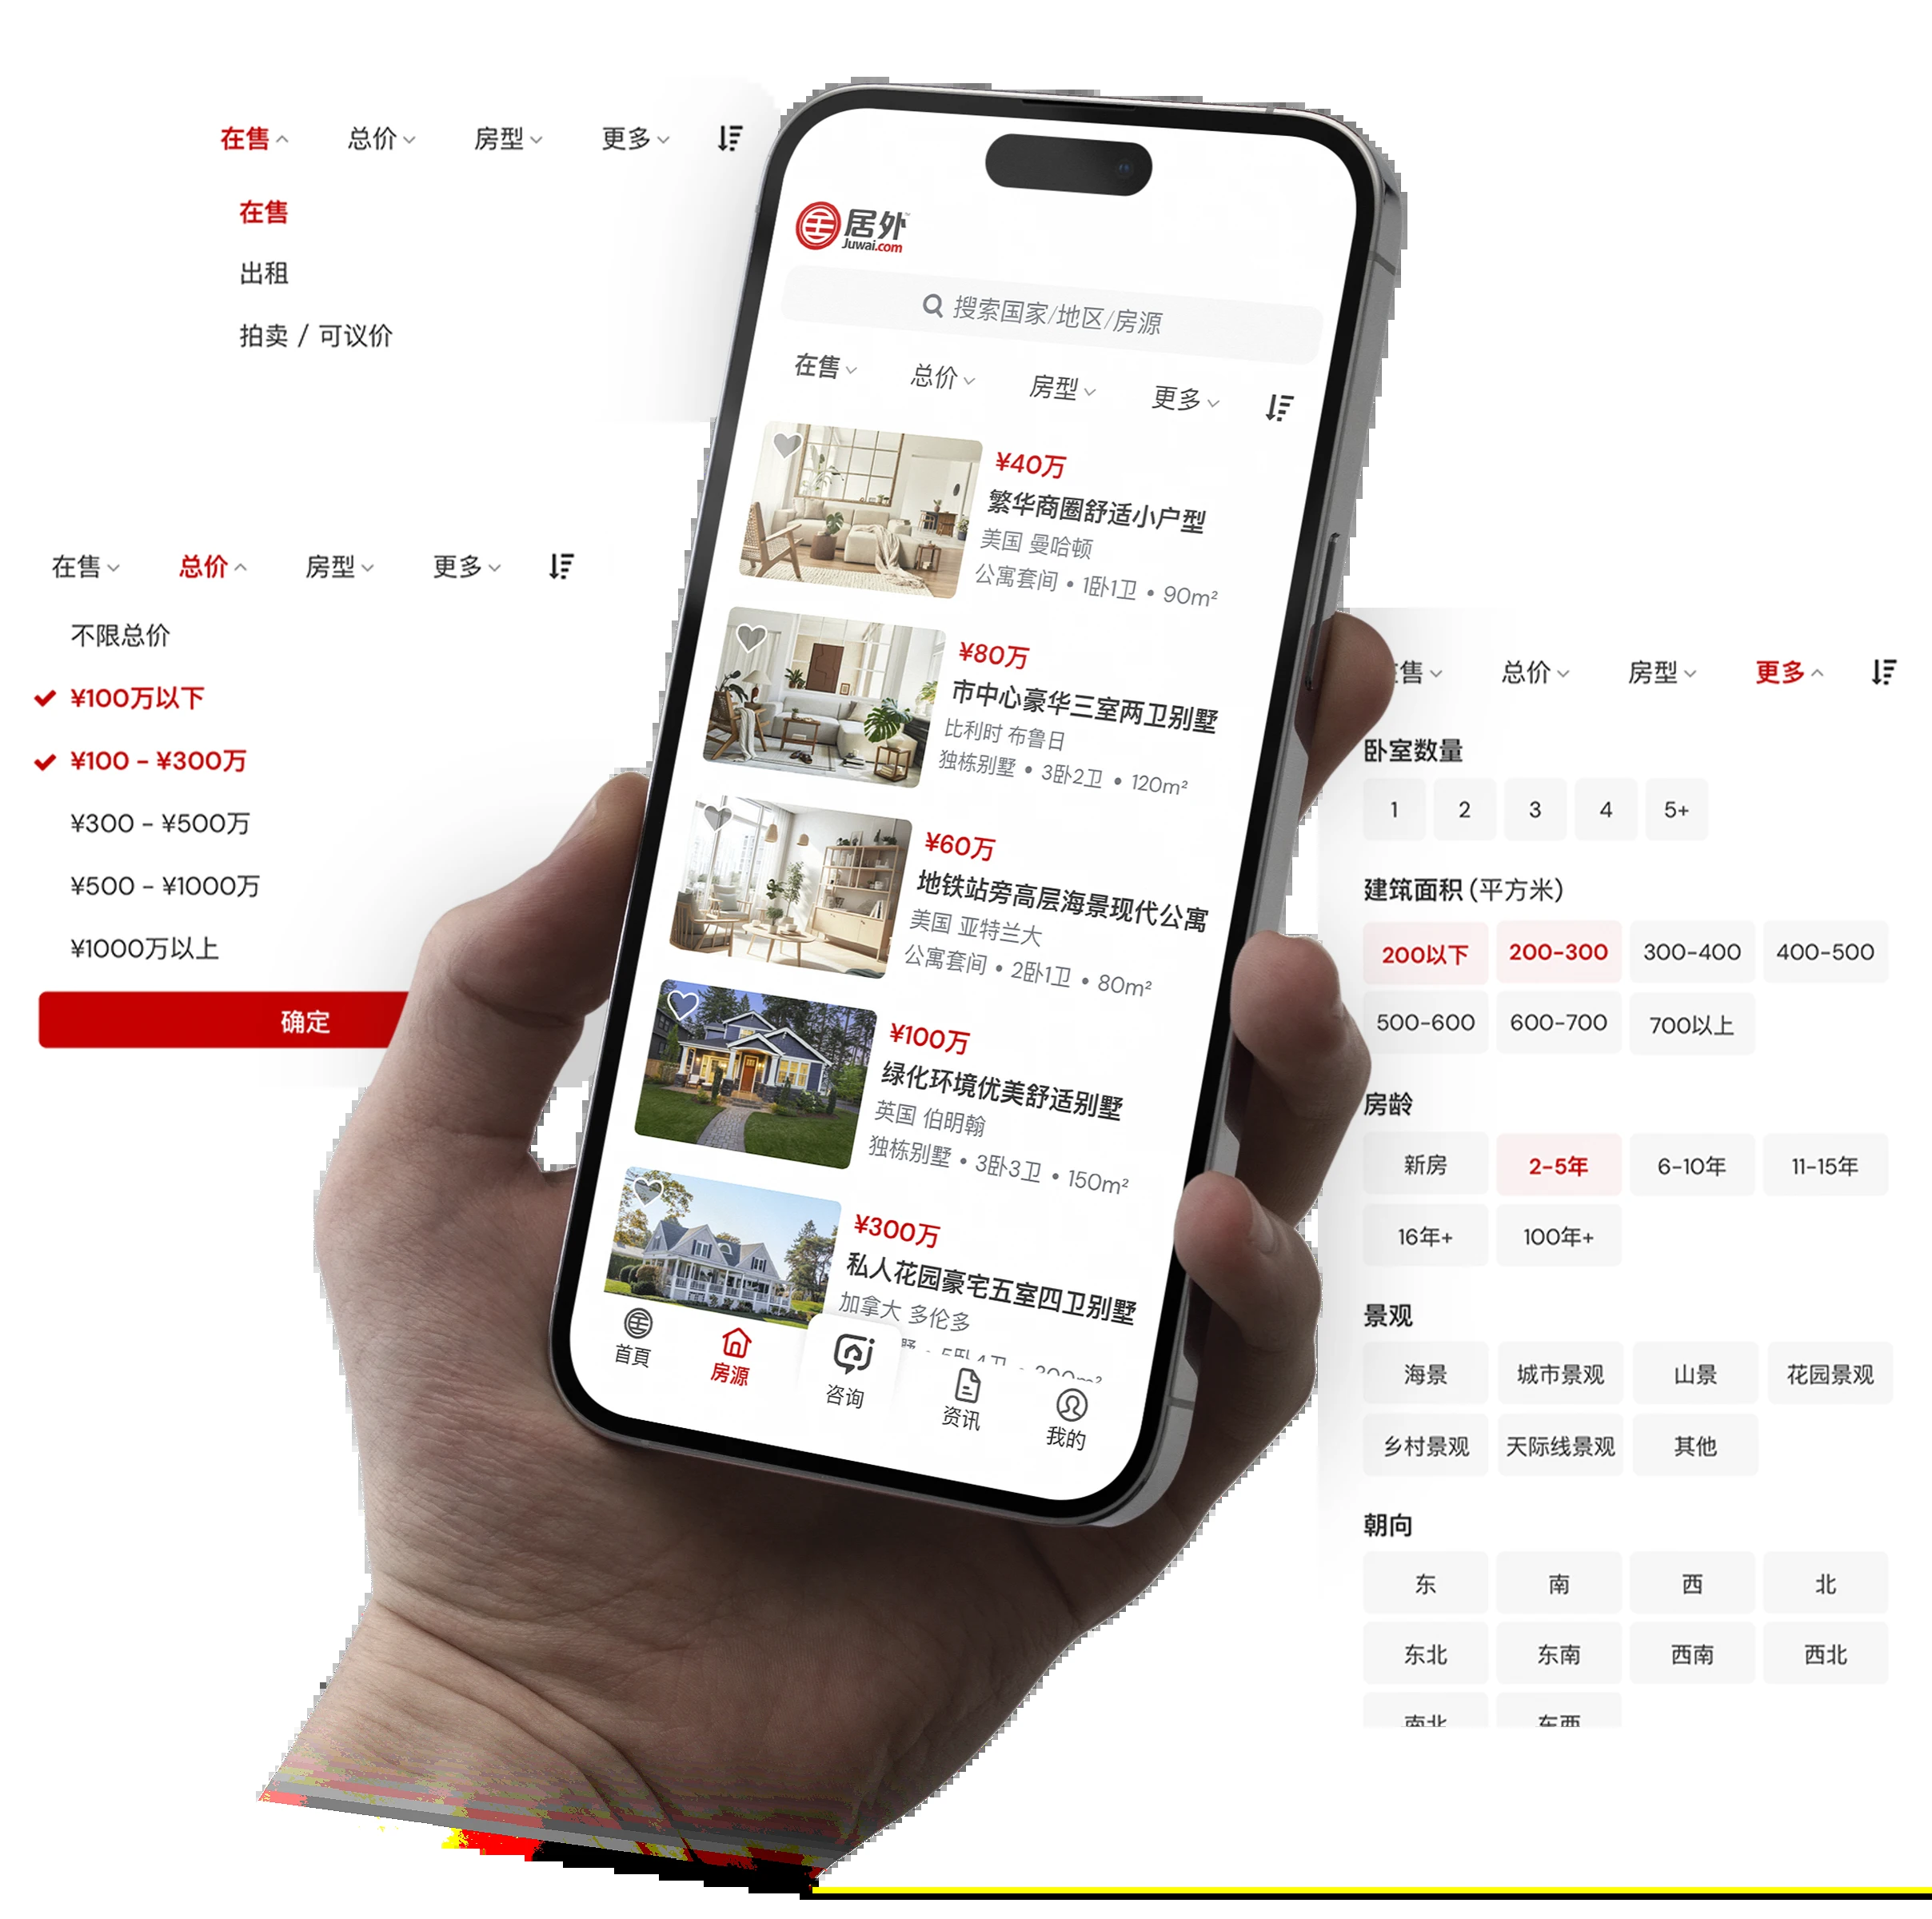 在售 总价 房型 更多
在售
出租
拍卖 / 可议价
在售 总价 房型 更多
不限总价
¥100万以下
¥100 - ¥300万
¥300 - ¥500万
¥500 - ¥1000万
¥1000万以上
确定
居外
Juwai.com
搜索国家/地区/房源
在售 总价 房型 更多
¥40万
繁华商圈舒适小户型
美国 曼哈顿
公寓套间 • 1卧1卫 • 90m²
¥80万
市中心豪华三室两卫别墅
比利时 布鲁日
独栋别墅 • 3卧2卫 • 120m²
¥60万
地铁站旁高层海景现代公寓
美国 亚特兰大
公寓套间 • 2卧1卫 • 80m²
¥100万
绿化环境优美舒适别墅
英国 伯明翰
独栋别墅 • 3卧3卫 • 150m²
¥300万
私人花园豪宅五室四卫别墅
加拿大 多伦多
首頁 房源 咨询 资讯 我的
售 总价 房型 更多
卧室数量
1 2 3 4 5+
建筑面积 (平方米)
200以下 200-300 300-400 400-500
500-600 600-700 700以上
房龄
新房 2-5年 6-10年 11-15年
16年+ 100年+
景观
海景 城市景观 山景 花园景观
乡村景观 天际线景观 其他
朝向
东 南 西 北
东北 东南 西南 西北
南北 东西